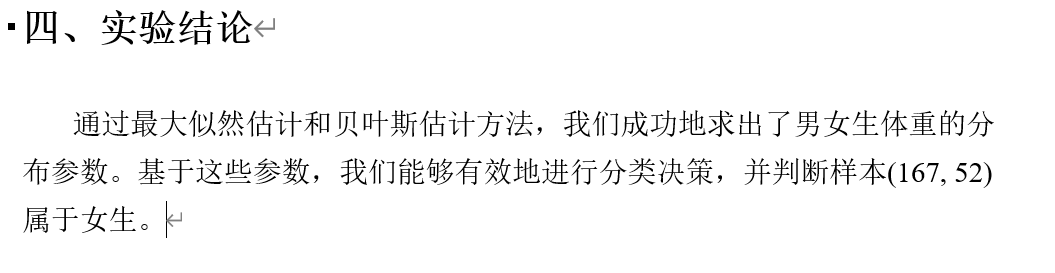 四、实验结论
通过最大似然估计和贝叶斯估计方法，我们成功地求出了男女生体重的分
布参数。基于这些参数，我们能够有效地进行分类决策，并判断样本(167, 52)
属于女生。